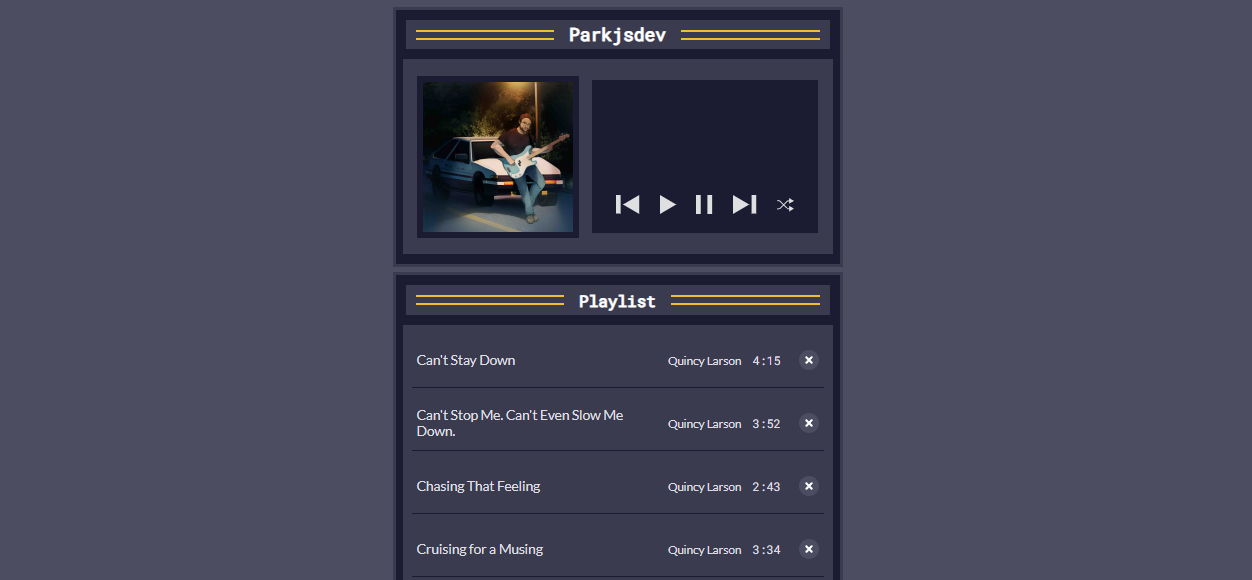 Parkjsdev
Playlist
Can't Stay Down Quincy Larson 4:15
Can't Stop Me. Can't Even Slow Me
Down. Quincy Larson 3:52
Chasing That Feeling Quincy Larson 2:43
Cruising for a Musing Quincy Larson 3:34